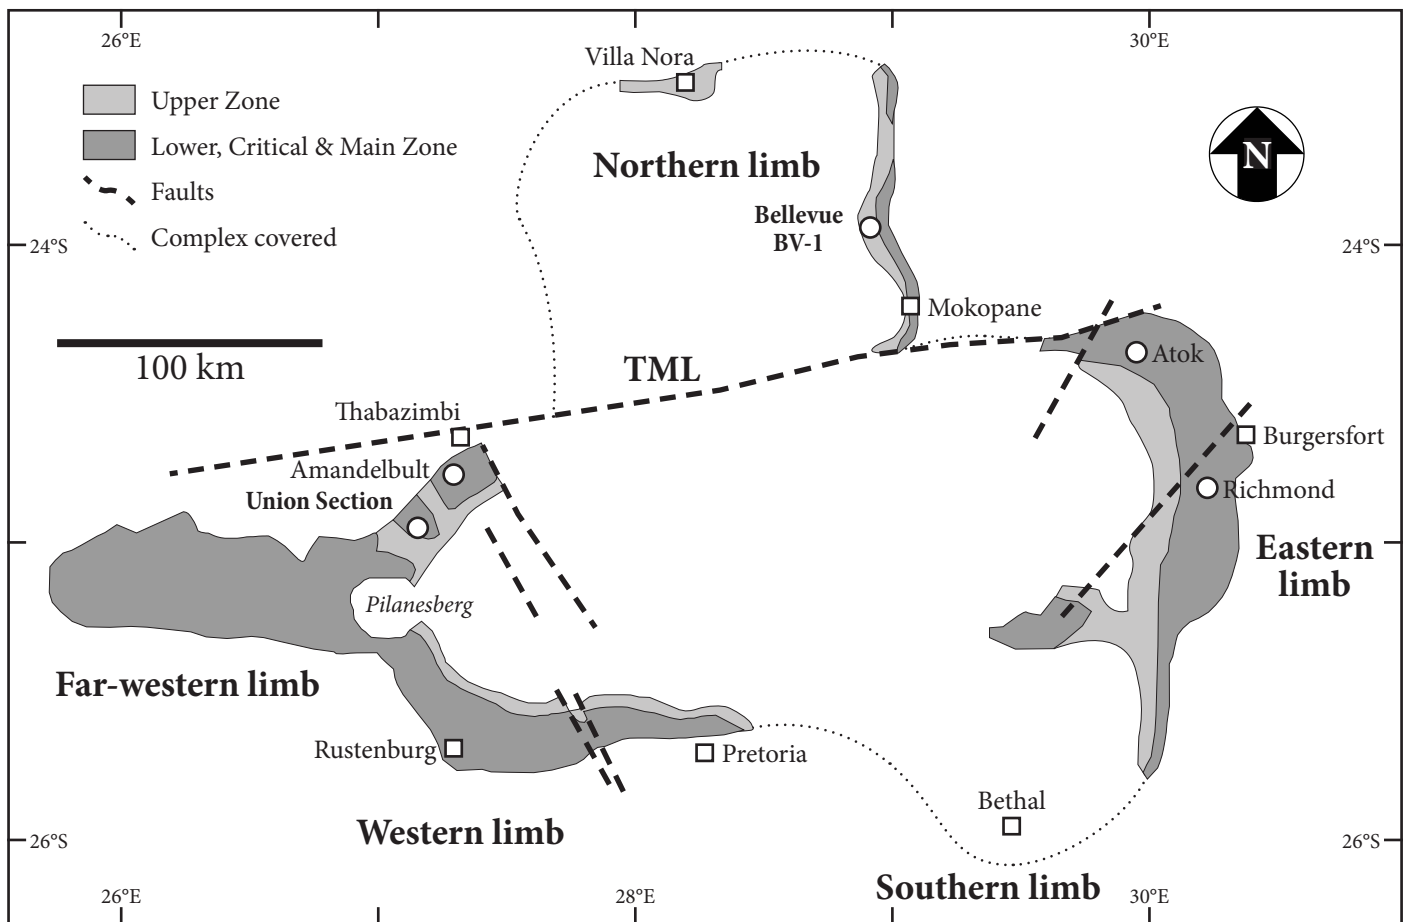 26°E
30°E
Villa Nora
Upper Zone
Lower, Critical & Main Zone
Faults
Complex covered
Northern limb
N
Bellevue
BV-1
24°S
24°S
Mokopane
100 km
TML
Atok
Thabazimbi
Burgersfort
Amandelbult
Union Section
Richmond
Eastern
limb
Pilanesberg
Far-western limb
Rustenburg
Pretoria
Bethal
Western limb
26°S
26°S
Southern limb
26°E
28°E
30°E